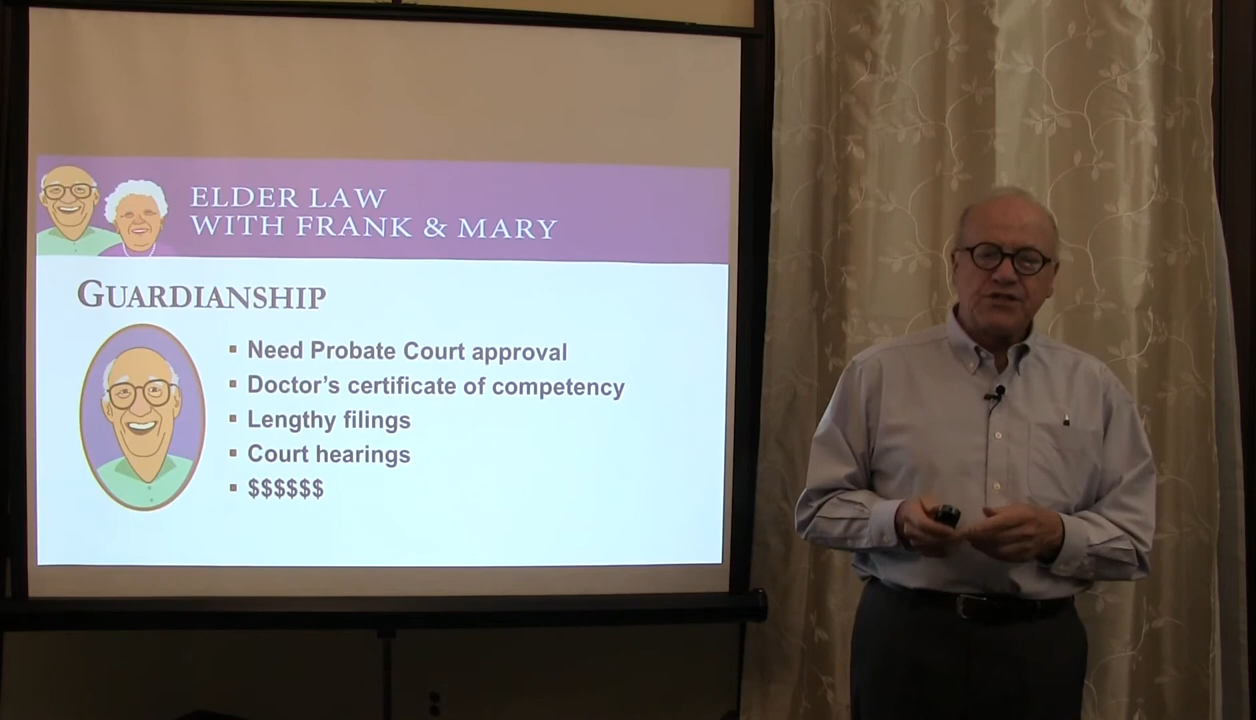 ELDER LAW
WITH FRANK & MARY
GUARDIANSHIP
▪ Need Probate Court approval
▪ Doctor's certificate of competency
▪ Lengthy filings
▪ Court hearings
▪ $$$$$$